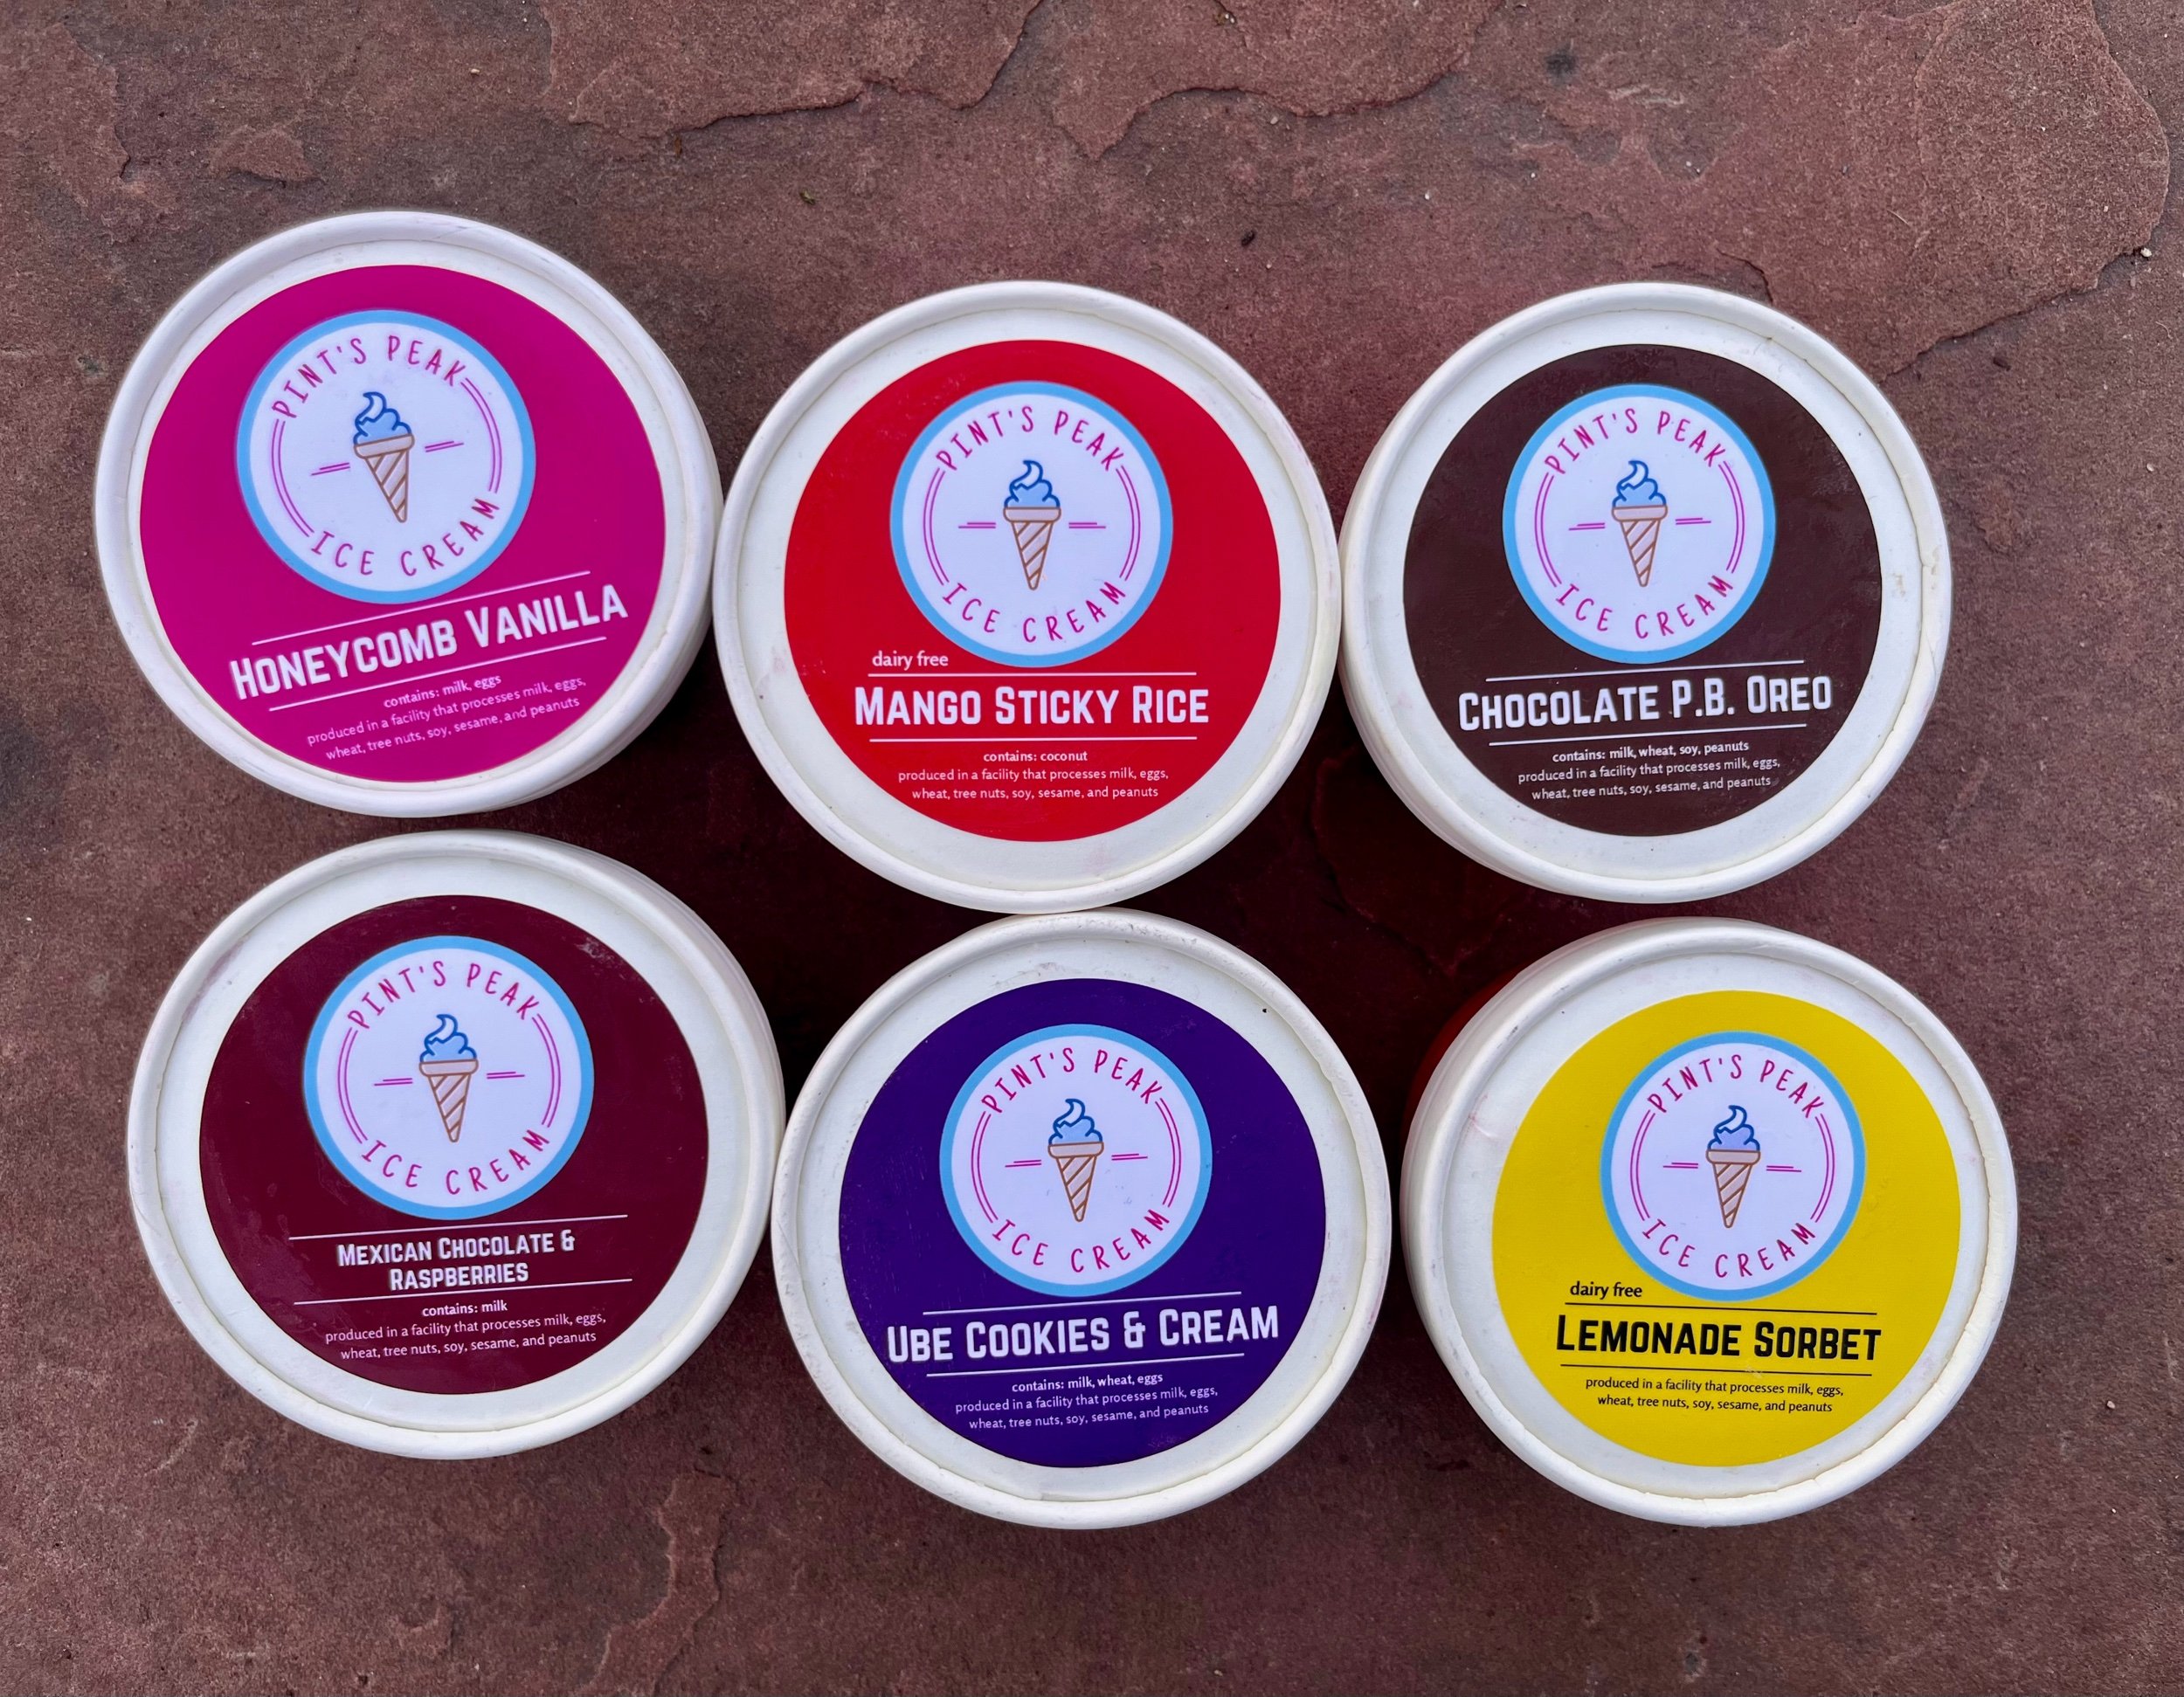 PINT'S PEAK
ICE CREAM
HONEYCOMB VANILLA
contains: milk, eggs
produced in a facility that processes milk, eggs,
wheat, tree nuts, soy, sesame, and peanuts
PINT'S PEAK
ICE CREAM
dairy free
MANGO STICKY RICE
contains: coconut
produced in a facility that processes milk, eggs,
wheat, tree nuts, soy, sesame, and peanuts
PINT'S PEAK
ICE CREAM
CHOCOLATE P.B. OREO
contains: milk, wheat, soy, peanuts
produced in a facility that processes milk, eggs,
wheat, tree nuts, soy, sesame, and peanuts
PINT'S PEAK
ICE CREAM
MEXICAN CHOCOLATE &
RASPBERRIES
contains: milk
produced in a facility that processes milk, eggs,
wheat, tree nuts, soy, sesame, and peanuts
PINT'S PEAK
ICE CREAM
UBE COOKIES & CREAM
contains: milk, wheat, eggs
produced in a facility that processes milk, eggs,
wheat, tree nuts, soy, sesame, and peanuts
PINT'S PEAK
ICE CREAM
dairy free
LEMONADE SORBET
produced in a facility that processes milk, eggs,
wheat, tree nuts, soy, sesame, and peanuts